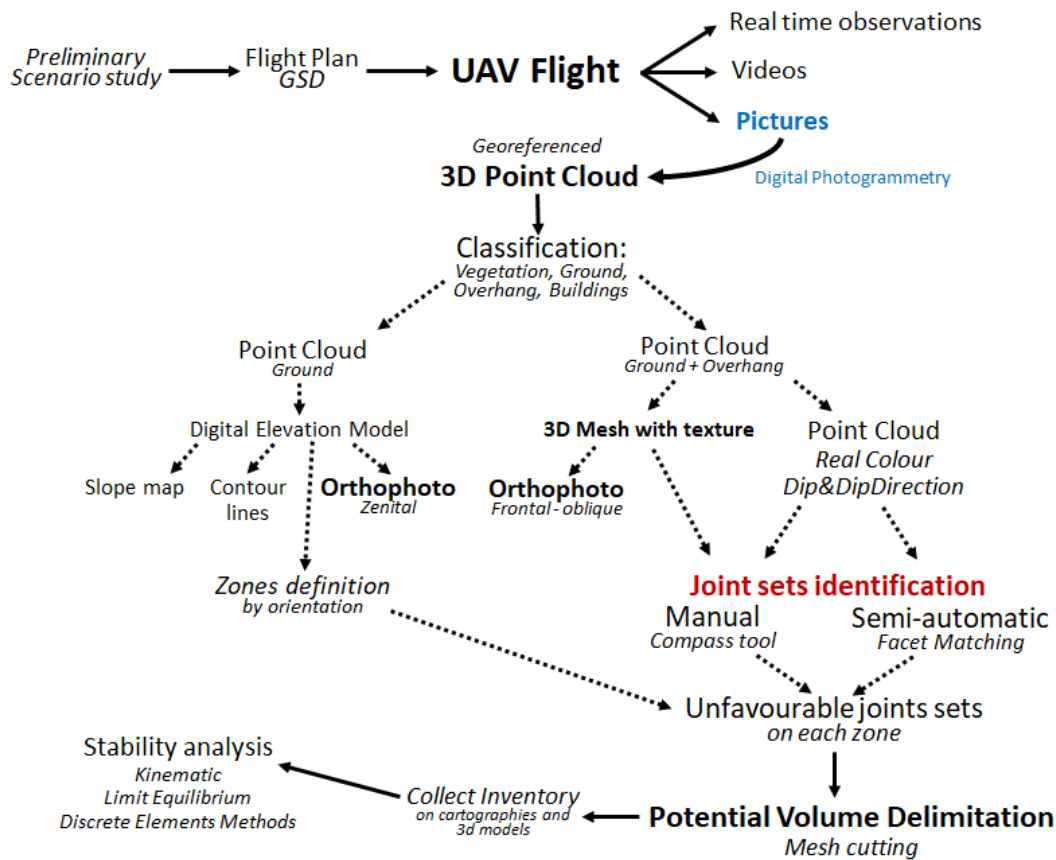 Preliminary
Scenario study
Flight Plan
GSD
UAV Flight
Real time observations
Videos
Pictures
Digital Photogrammetry
Georeferenced
3D Point Cloud
Classification:
Vegetation, Ground,
Overhang, Buildings
Point Cloud
Ground
Point Cloud
Ground + Overhang
Digital Elevation Model
3D Mesh with texture
Point Cloud
Real Colour
Dip&DipDirection
Slope map
Contour
lines
Orthophoto
Zenital
Orthophoto
Frontal - oblique
Zones definition
by orientation
Joint sets identification
Manual
Compass tool
Semi-automatic
Facet Matching
Unfavourable joints sets
on each zone
Potential Volume Delimitation
Mesh cutting
Collect Inventory
on cartographies and
3d models
Stability analysis
Kinematic
Limit Equilibrium
Discrete Elements Methods